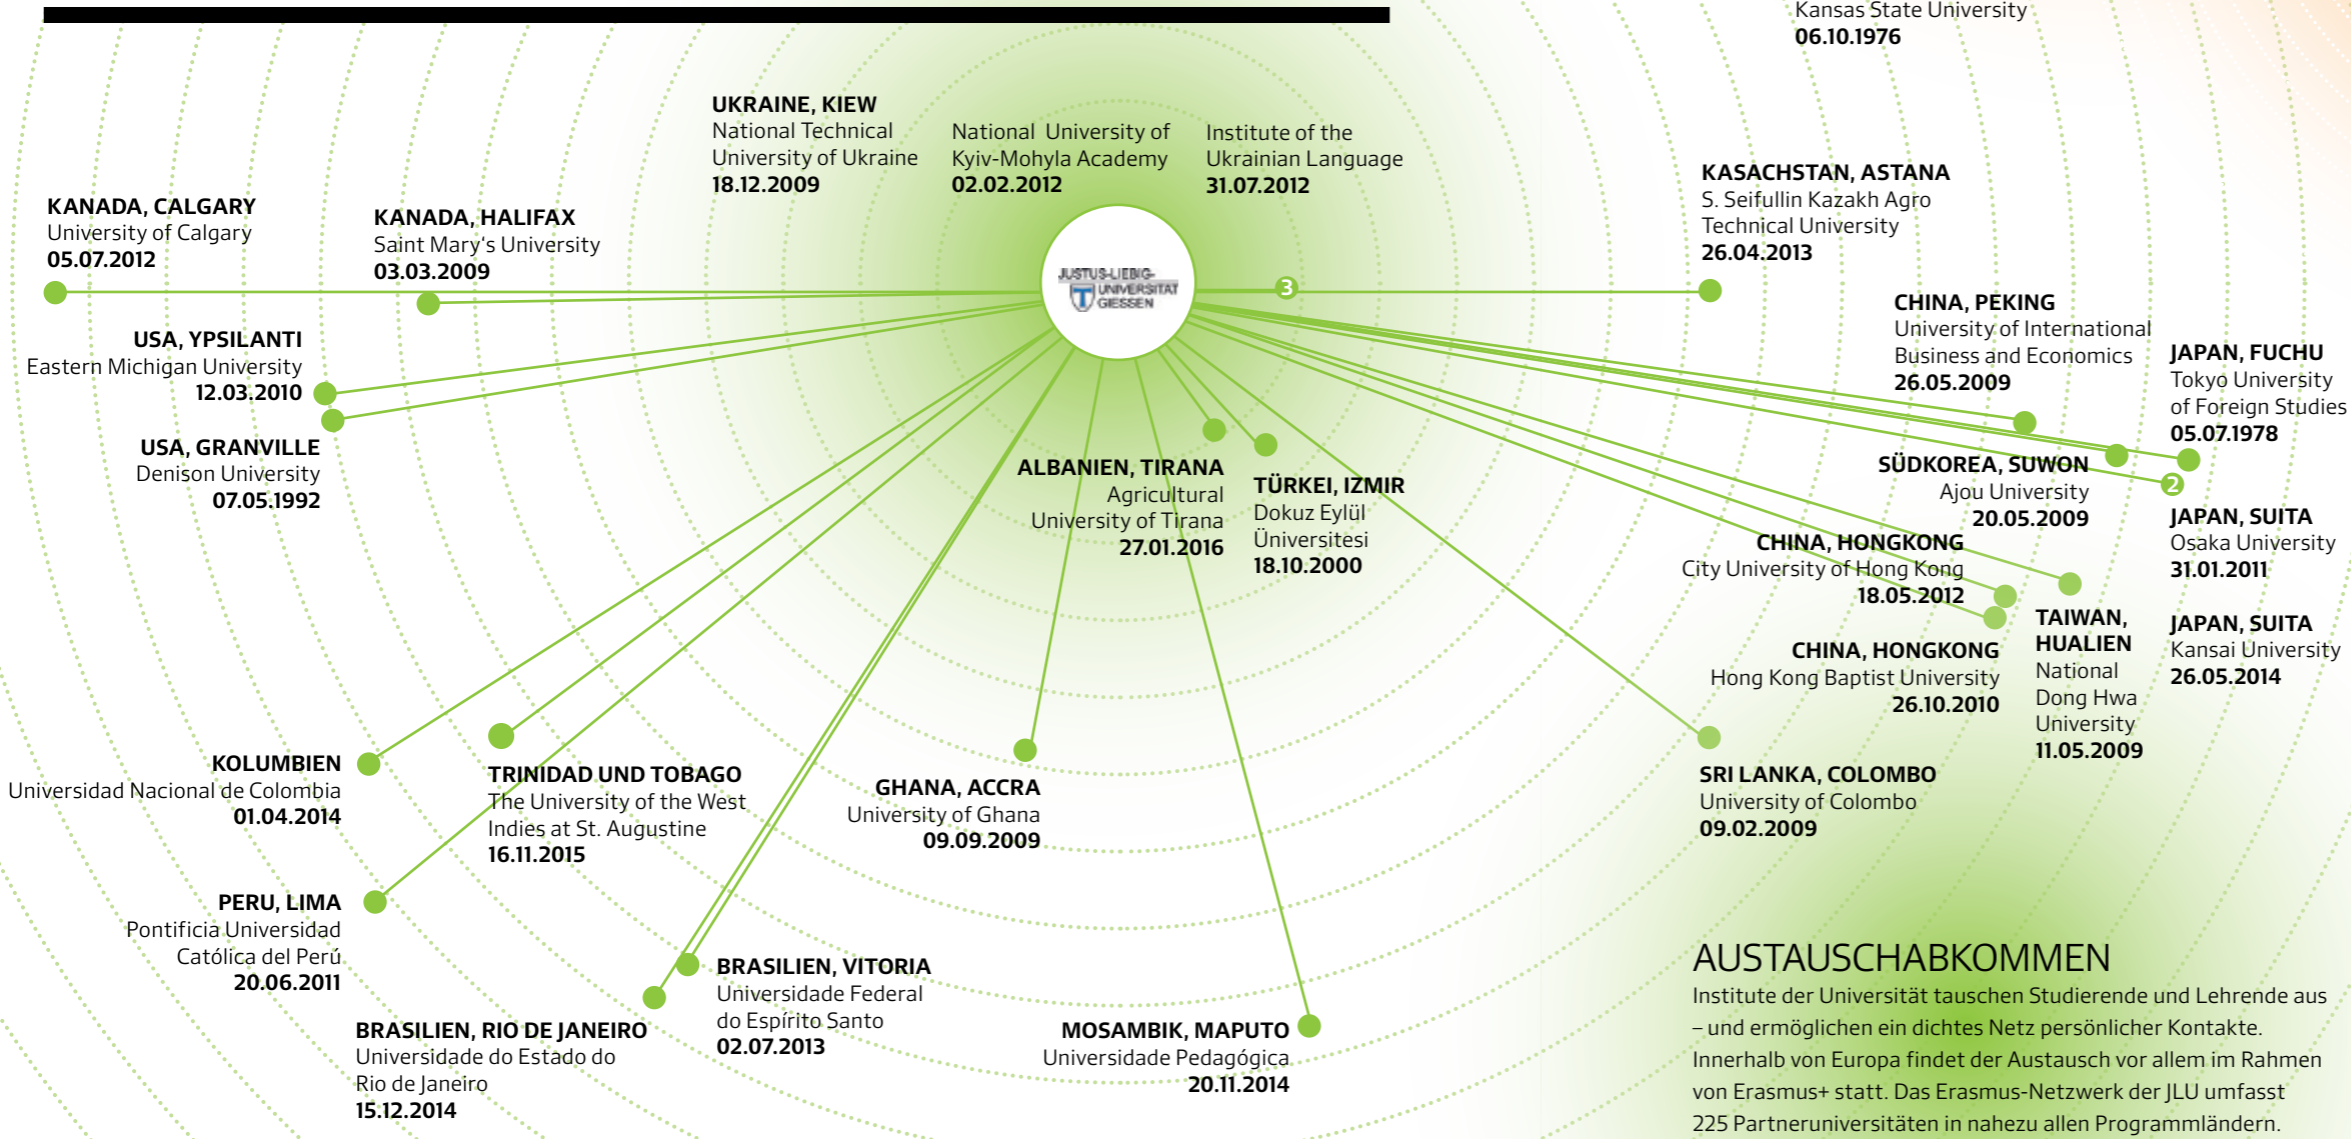 Kansas State University
06.10.1976
UKRAINE, KIEW
National Technical
University of Ukraine
18.12.2009
National University of
Kyiv-Mohyla Academy
02.02.2012
Institute of the
Ukrainian Language
31.07.2012
KASACHSTAN, ASTANA
S. Seifullin Kazakh Agro
Technical University
26.04.2013
KANADA, CALGARY
University of Calgary
05.07.2012
KANADA, HALIFAX
Saint Mary's University
03.03.2009
JUSTUS-LIEBIG-
UNIVERSITÄT
GIESSEN
3
USA, YPSILANTI
Eastern Michigan University
12.03.2010
USA, GRANVILLE
Denison University
07.05.1992
CHINA, PEKING
University of International
Business and Economics
26.05.2009
JAPAN, FUCHU
Tokyo University
of Foreign Studies
05.07.1978
ALBANIEN, TIRANA
Agricultural
University of Tirana
27.01.2016
TÜRKEI, IZMIR
Dokuz Eylül
Üniversitesi
18.10.2000
SÜDKOREA, SUWON
Ajou University
20.05.2009
2
JAPAN, SUITA
Osaka University
31.01.2011
CHINA, HONGKONG
City University of Hong Kong
18.05.2012
CHINA, HONGKONG
Hong Kong Baptist University
26.10.2010
TAIWAN,
HUALIEN
National
Dong Hwa
University
11.05.2009
JAPAN, SUITA
Kansai University
26.05.2014
KOLUMBIEN
Universidad Nacional de Colombia
01.04.2014
TRINIDAD UND TOBAGO
The University of the West
Indies at St. Augustine
16.11.2015
GHANA, ACCRA
University of Ghana
09.09.2009
SRI LANKA, COLOMBO
University of Colombo
09.02.2009
PERU, LIMA
Pontificia Universidad
Católica del Perú
20.06.2011
BRASILIEN, VITORIA
Universidade Federal
do Espírito Santo
02.07.2013
BRASILIEN, RIO DE JANEIRO
Universidade do Estado do
Rio de Janeiro
15.12.2014
MOSAMBIK, MAPUTO
Universidade Pedagógica
20.11.2014
AUSTAUSCHABKOMMEN
Institute der Universität tauschen Studierende und Lehrende aus
– und ermöglichen ein dichtes Netz persönlicher Kontakte.
Innerhalb von Europa findet der Austausch vor allem im Rahmen
von Erasmus+ statt. Das Erasmus-Netzwerk der JLU umfasst
225 Partneruniversitäten in nahezu allen Programmländern.